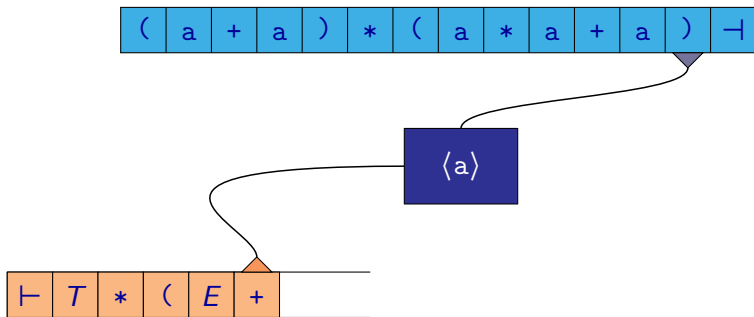 ( a + a ) * ( a * a + a ) ⊣
⟨a⟩
⊢ T * ( E +